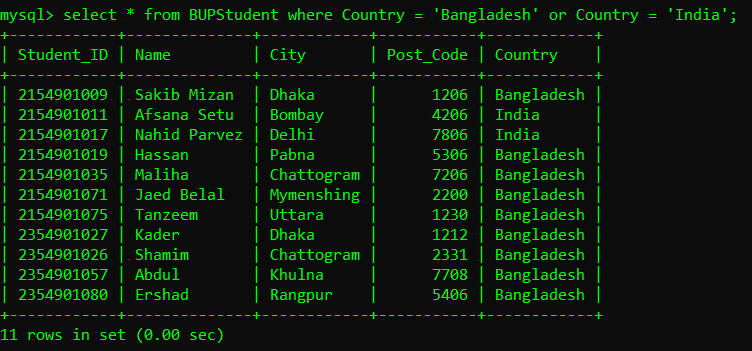 mysql> select * from BUPStudent where Country = 'Bangladesh' or Country = 'India';
+------------+--------------+------------+-----------+------------+
| Student_ID | Name         | City       | Post_Code | Country    |
+------------+--------------+------------+-----------+------------+
| 2154901009 | Sakib Mizan  | Dhaka      |      1206 | Bangladesh |
| 2154901011 | Afsana Setu  | Bombay     |      4206 | India      |
| 2154901017 | Nahid Parvez | Delhi      |      7806 | India      |
| 2154901019 | Hassan       | Pabna      |      5306 | Bangladesh |
| 2154901035 | Maliha       | Chattogram |      7206 | Bangladesh |
| 2154901071 | Jaed Belal   | Mymenshing |      2200 | Bangladesh |
| 2154901075 | Tanzeem      | Uttara     |      1230 | Bangladesh |
| 2354901027 | Kader        | Dhaka      |      1212 | Bangladesh |
| 2354901026 | Shamim       | Chattogram |      2331 | Bangladesh |
| 2354901057 | Abdul        | Khulna     |      7708 | Bangladesh |
| 2354901080 | Ershad       | Rangpur    |      5406 | Bangladesh |
+------------+--------------+------------+-----------+------------+
11 rows in set (0.00 sec)